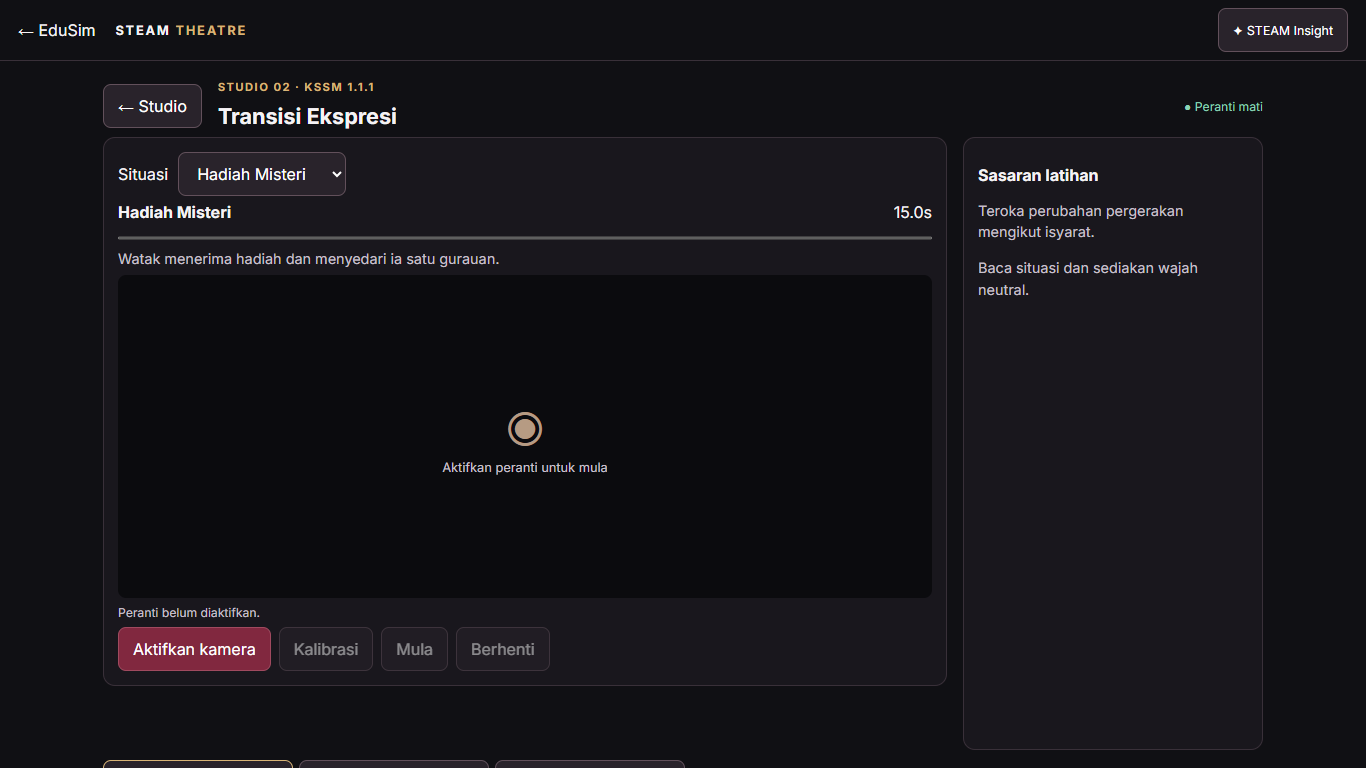 ← EduSim
STEAM THEATRE
✦ STEAM Insight
← Studio
STUDIO 02 · KSSM 1.1.1
Transisi Ekspresi
● Peranti mati
Situasi
Hadiah Misteri
Hadiah Misteri
15.0s
Watak menerima hadiah dan menyedari ia satu gurauan.
Aktifkan peranti untuk mula
Peranti belum diaktifkan.
Aktifkan kamera
Kalibrasi
Mula
Berhenti
Sasaran latihan
Teroka perubahan pergerakan
mengikut isyarat.
Baca situasi dan sediakan wajah
neutral.